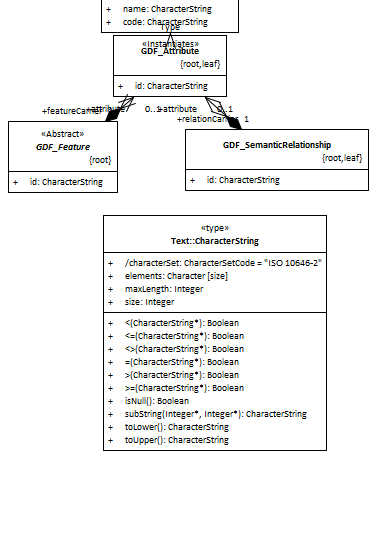 + name: CharacterString
+ code: CharacterString
Type
«Instantiates»
GDF_Attribute
{root,leaf}
+ id: CharacterString
+attribute 0..1
+attribute 0..1
+relationCarrier 1
«Abstract»
GDF_Feature
{root}
+ id: CharacterString
GDF_SemanticRelationship
{root,leaf}
+ id: CharacterString
«type»
Text::CharacterString
+ /characterSet: CharacterSetCode = "ISO 10646-2"
+ elements: Character [size]
+ maxLength: Integer
+ size: Integer
+ <(CharacterString*): Boolean
+ <=(CharacterString*): Boolean
+ <>(CharacterString*): Boolean
+ =(CharacterString*): Boolean
+ >(CharacterString*): Boolean
+ >=(CharacterString*): Boolean
+ isNull(): Boolean
+ subString(Integer*, Integer*): CharacterString
+ toLower(): CharacterString
+ toUpper(): CharacterString